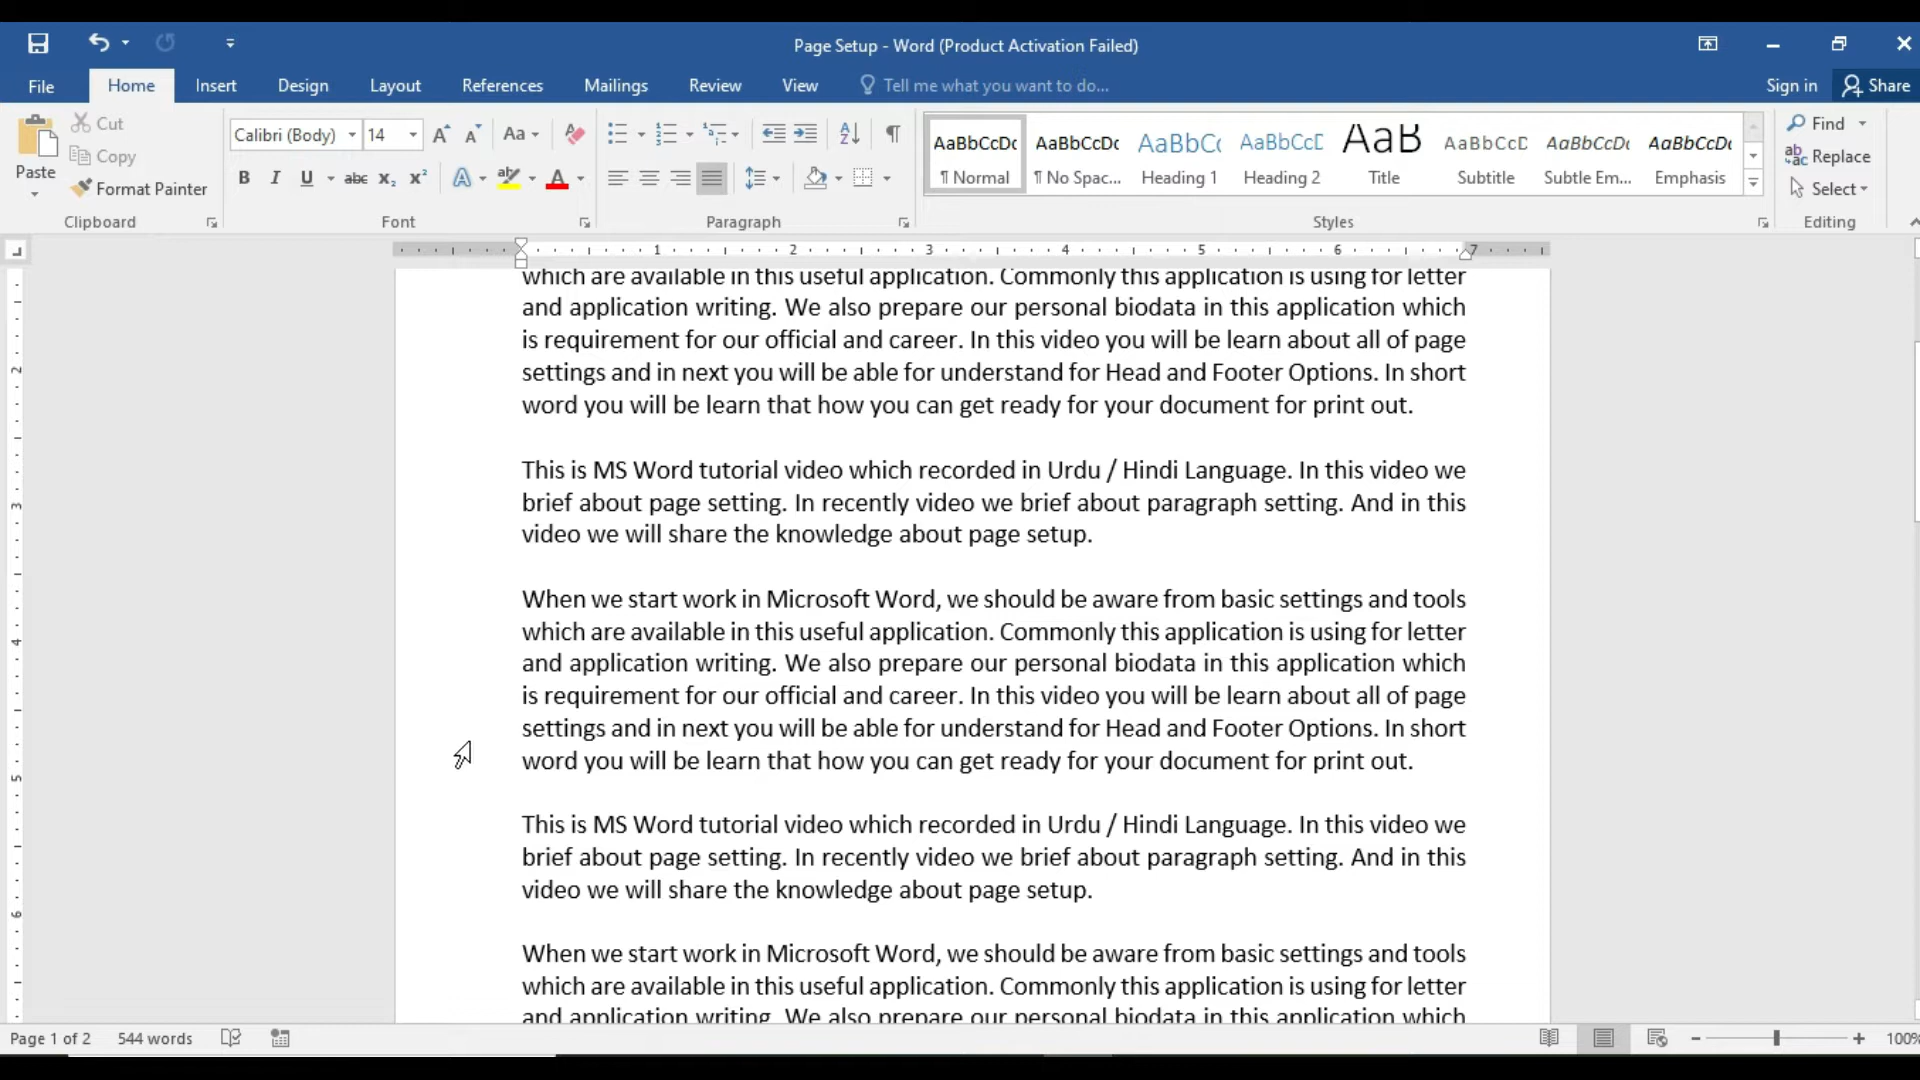 Page Setup - Word (Product Activation Failed)
File Home Insert Design Layout References Mailings Review View Tell me what you want to do... Sign in Share
Paste
Cut
Copy
Format Painter
Calibri (Body) 14 Aa
B I U abc x₂ x² A ab A
¶
AaBbCcDc AaBbCcDc AaBbCc AaBbCcD AaB AaBbCcD AaBbCcDc AaBbCcDc
¶ Normal ¶ No Spac... Heading 1 Heading 2 Title Subtitle Subtle Em... Emphasis
Find
Replace
Select
Clipboard Font Paragraph Styles Editing
1 2 3 4 5 6 7
2
3
4
5
6
which are available in this useful application. Commonly this application is using for letter
and application writing. We also prepare our personal biodata in this application which
is requirement for our official and career. In this video you will be learn about all of page
settings and in next you will be able for understand for Head and Footer Options. In short
word you will be learn that how you can get ready for your document for print out.
This is MS Word tutorial video which recorded in Urdu / Hindi Language. In this video we
brief about page setting. In recently video we brief about paragraph setting. And in this
video we will share the knowledge about page setup.
When we start work in Microsoft Word, we should be aware from basic settings and tools
which are available in this useful application. Commonly this application is using for letter
and application writing. We also prepare our personal biodata in this application which
is requirement for our official and career. In this video you will be learn about all of page
settings and in next you will be able for understand for Head and Footer Options. In short
word you will be learn that how you can get ready for your document for print out.
This is MS Word tutorial video which recorded in Urdu / Hindi Language. In this video we
brief about page setting. In recently video we brief about paragraph setting. And in this
video we will share the knowledge about page setup.
When we start work in Microsoft Word, we should be aware from basic settings and tools
which are available in this useful application. Commonly this application is using for letter
and application writing. We also prepare our personal biodata in this application which
Page 1 of 2 544 words 100%